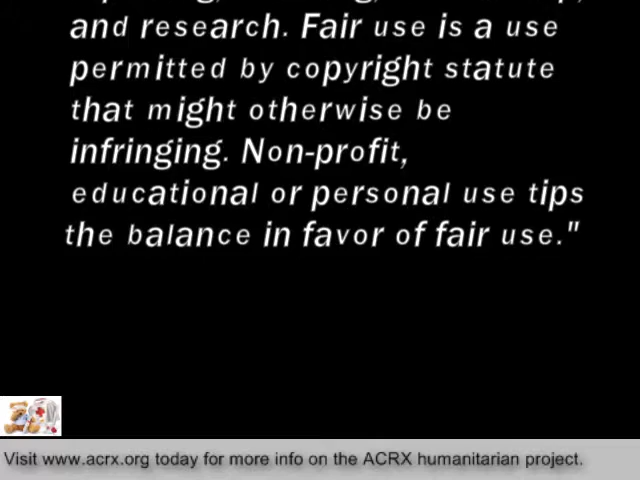 and research. Fair use is a use
permitted by copyright statute
that might otherwise be
infringing. Non-profit,
educational or personal use tips
the balance in favor of fair use."
Visit www.acrx.org today for more info on the ACRX humanitarian project.